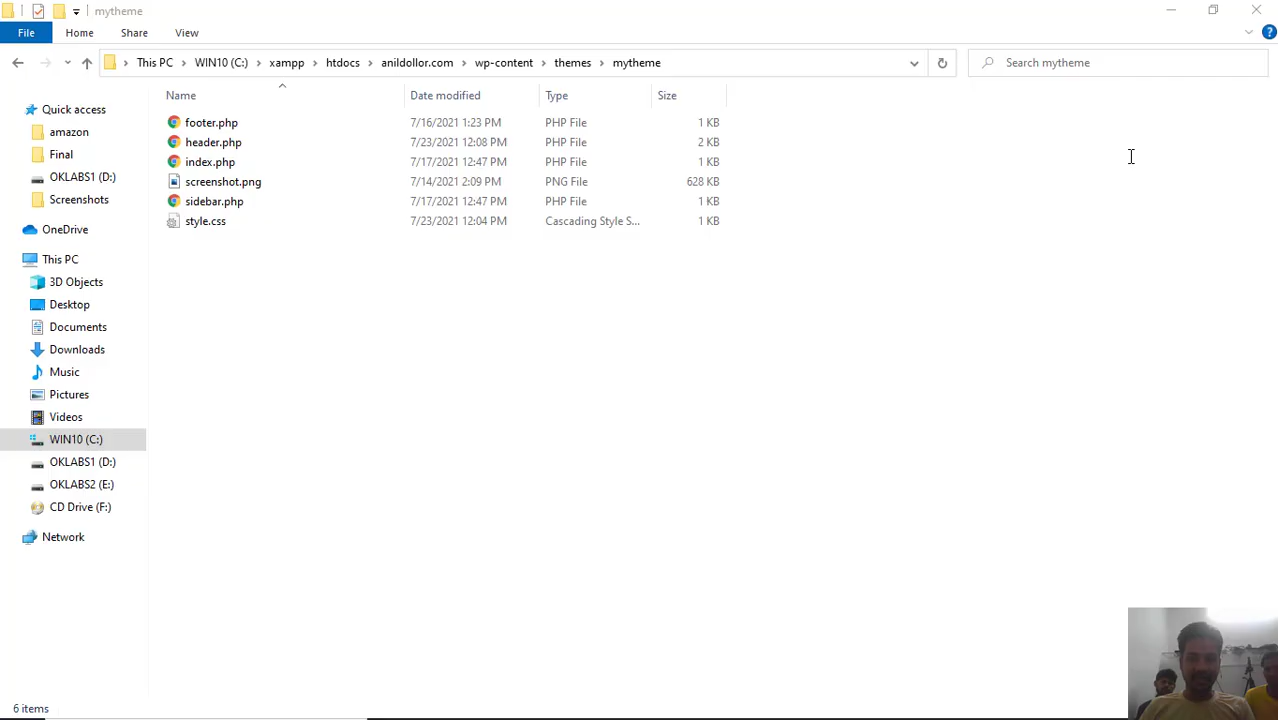 mytheme
File Home Share View
This PC WIN10 (C:) xampp htdocs anildollor.com wp-content themes mytheme Search mytheme
Name Date modified Type Size
Quick access
amazon
Final
OKLABS1 (D:)
Screenshots
OneDrive
This PC
3D Objects
Desktop
Documents
Downloads
Music
Pictures
Videos
WIN10 (C:)
OKLABS1 (D:)
OKLABS2 (E:)
CD Drive (F:)
Network
footer.php 7/16/2021 1:23 PM PHP File 1 KB
header.php 7/23/2021 12:08 PM PHP File 2 KB
index.php 7/17/2021 12:47 PM PHP File 1 KB
screenshot.png 7/14/2021 2:09 PM PNG File 628 KB
sidebar.php 7/17/2021 12:47 PM PHP File 1 KB
style.css 7/23/2021 12:04 PM Cascading Style S... 1 KB
6 items